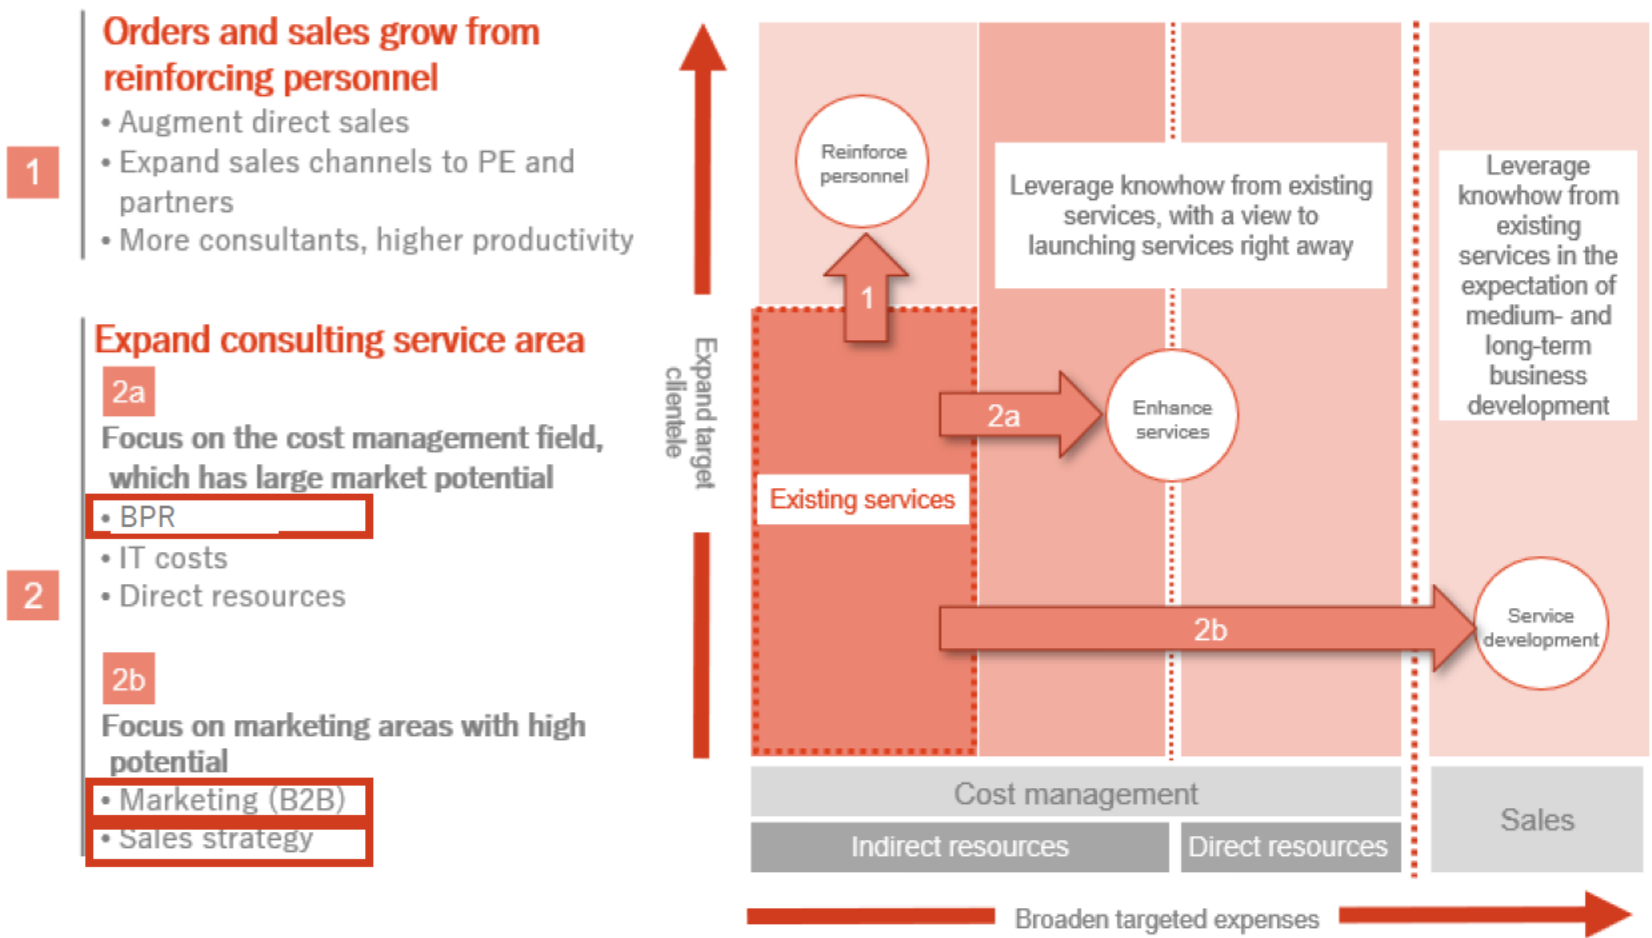 Orders and sales grow from
reinforcing personnel
• Augment direct sales
• Expand sales channels to PE and
partners
• More consultants, higher productivity
1
Expand consulting service area
2a
Focus on the cost management field,
which has large market potential
• BPR
• IT costs
• Direct resources
2
2b
Focus on marketing areas with high
potential
• Marketing (B2B)
• Sales strategy
Expand target
clientele
Reinforce
personnel
1
Leverage knowhow from existing
services, with a view to
launching services right away
Leverage
knowhow from
existing
services in the
expectation of
medium- and
long-term
business
development
2a
Enhance
services
Existing services
2b
Service
development
Cost management
Indirect resources
Direct resources
Sales
Broaden targeted expenses